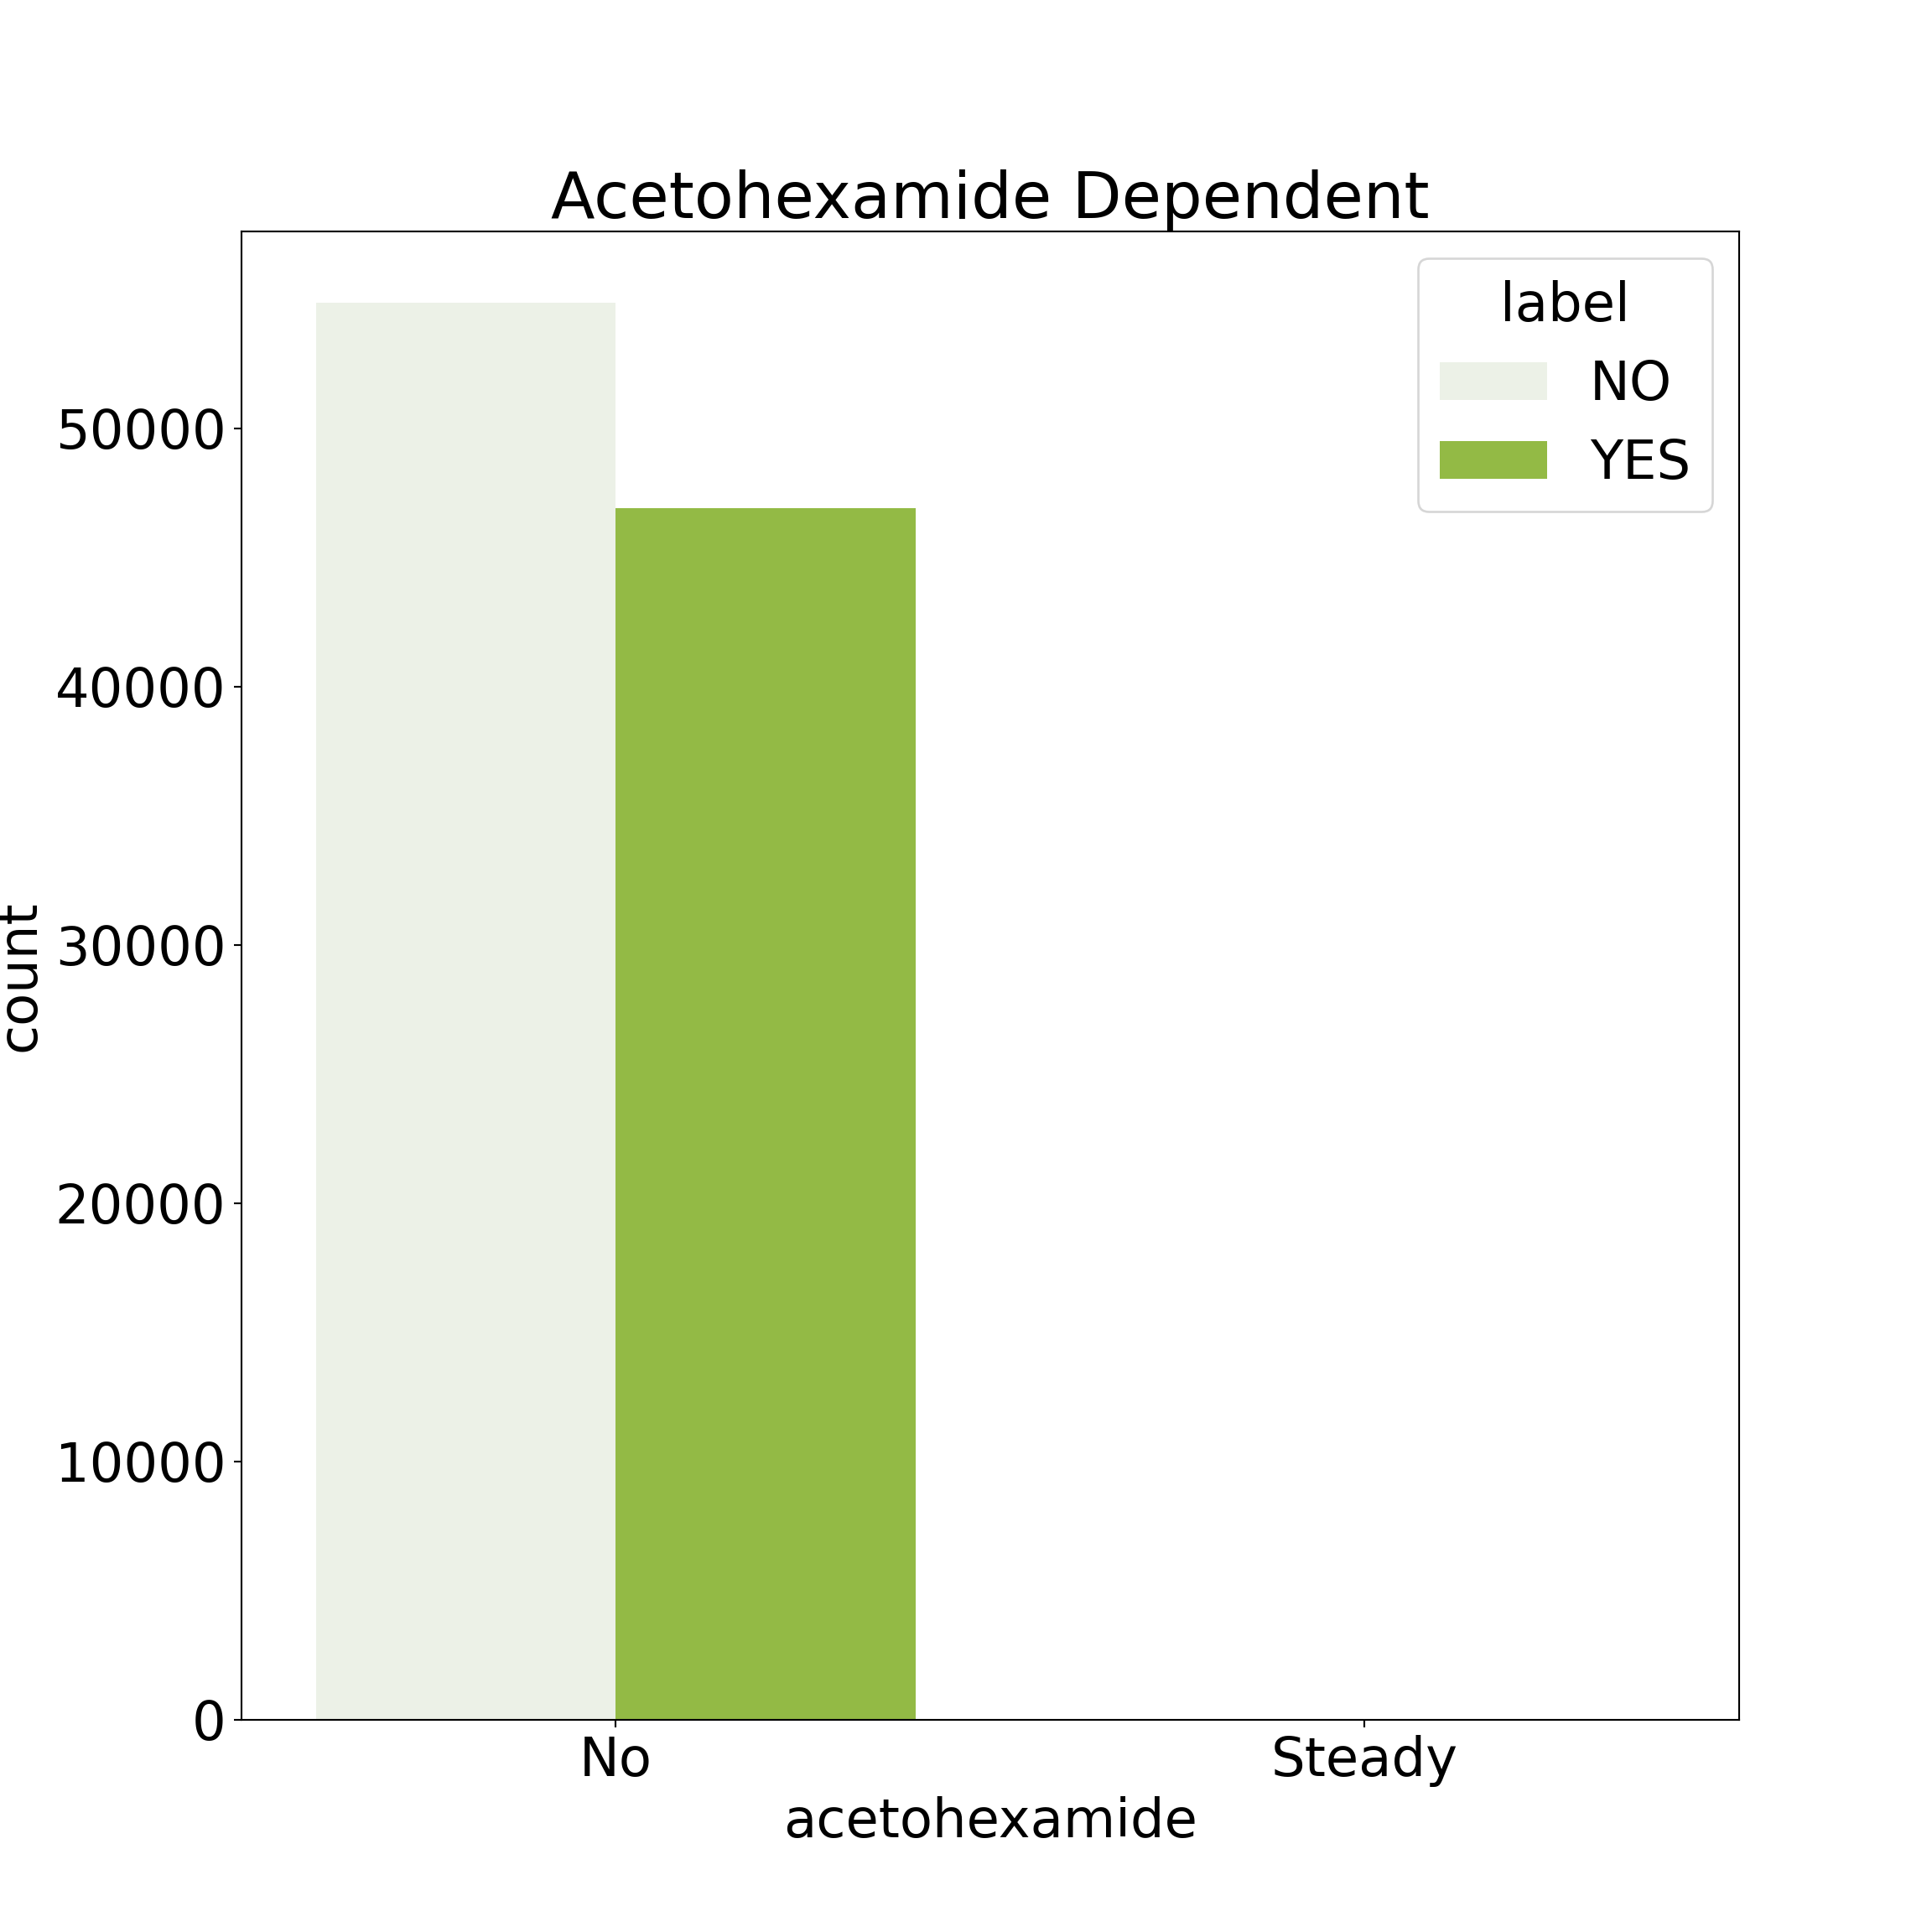 Acetohexamide Dependent
label
NO
YES
50000
40000
30000
20000
10000
0
count
No
Steady
acetohexamide